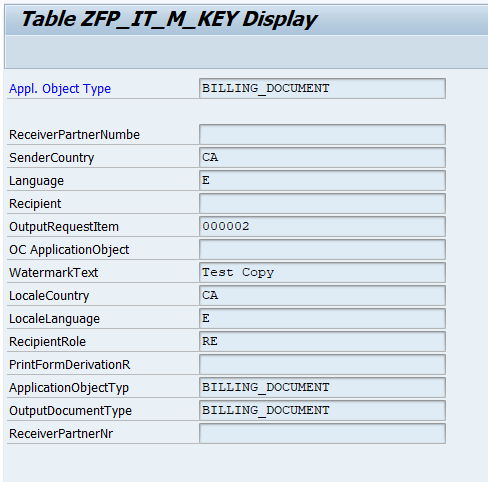 Table ZFP_IT_M_KEY Display
Appl. Object Type BILLING_DOCUMENT
ReceiverPartnerNumbe
SenderCountry CA
Language E
Recipient
OutputRequestItem 000002
OC ApplicationObject
WatermarkText Test Copy
LocaleCountry CA
LocaleLanguage E
RecipientRole RE
PrintFormDerivationR
ApplicationObjectTyp BILLING_DOCUMENT
OutputDocumentType BILLING_DOCUMENT
ReceiverPartnerNr